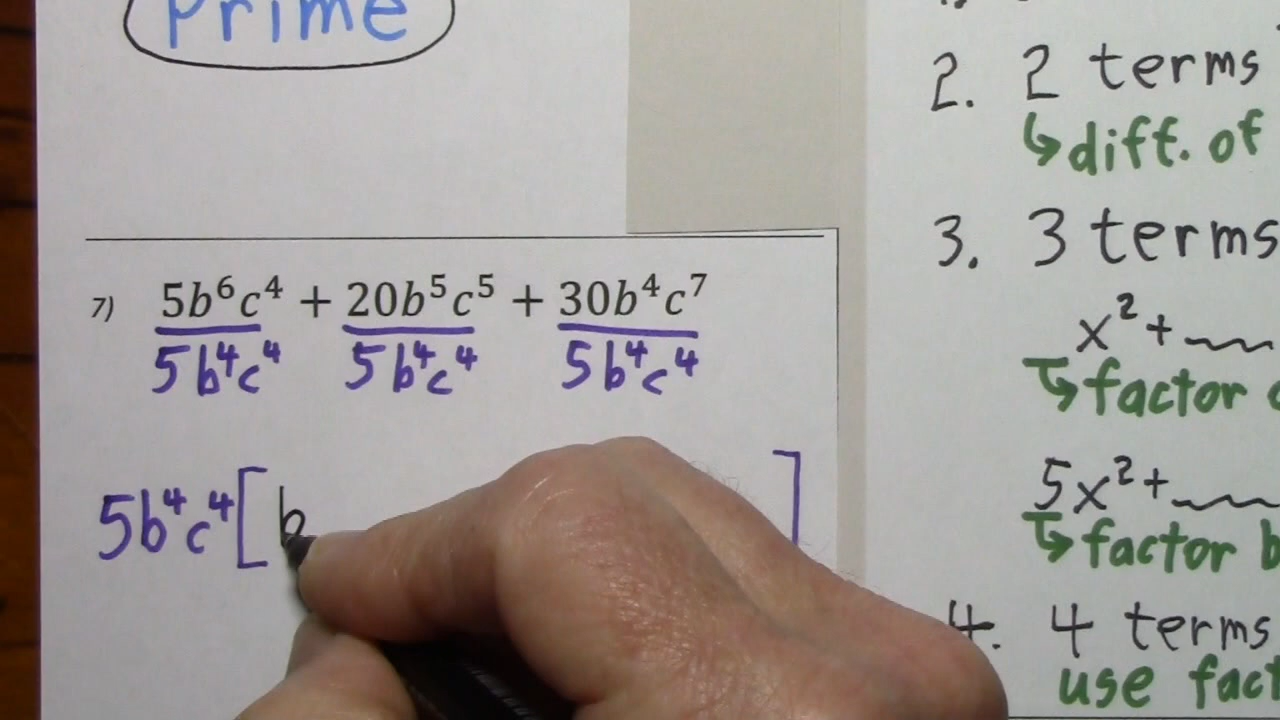 Prime
7) 5b⁶c⁴ + 20b⁵c⁵ + 30b⁴c⁷
5b⁴c⁴ 5b⁴c⁴ 5b⁴c⁴
5b⁴c⁴[ b ]
2. 2 terms
↳diff. of
3. 3 terms
x²+
↳factor
5x²+
↳factor b
4. 4 terms
use fact